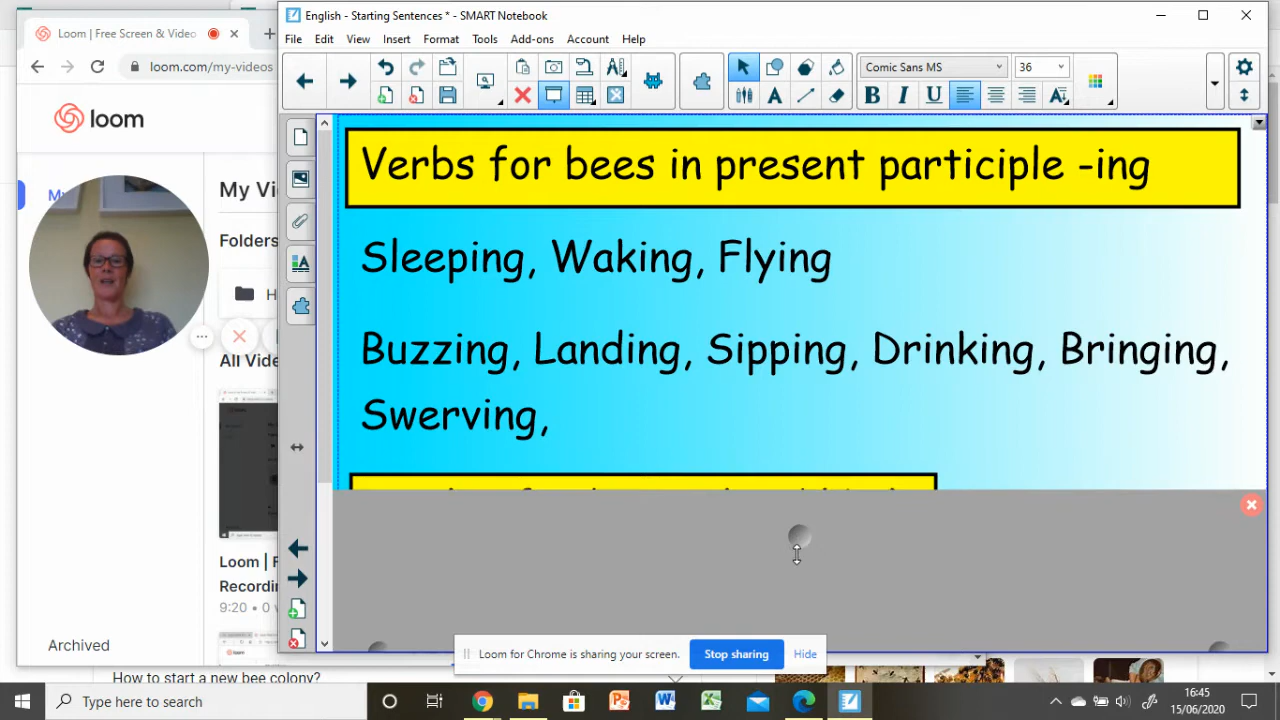 Loom | Free Screen & Video
English - Starting Sentences * - SMART Notebook
File Edit View Insert Format Tools Add-ons Account Help
loom.com/my-videos
Comic Sans MS
36
loom
My Vi
Folders
H
All Vide
Loom | F
Recordin
9:20 • 0 v
Archived
How to start a new bee colony?
Verbs for bees in present participle -ing
Sleeping, Waking, Flying
Buzzing, Landing, Sipping, Drinking, Bringing,
Swerving,
Loom for Chrome is sharing your screen. Stop sharing Hide
Type here to search
16:45
15/06/2020